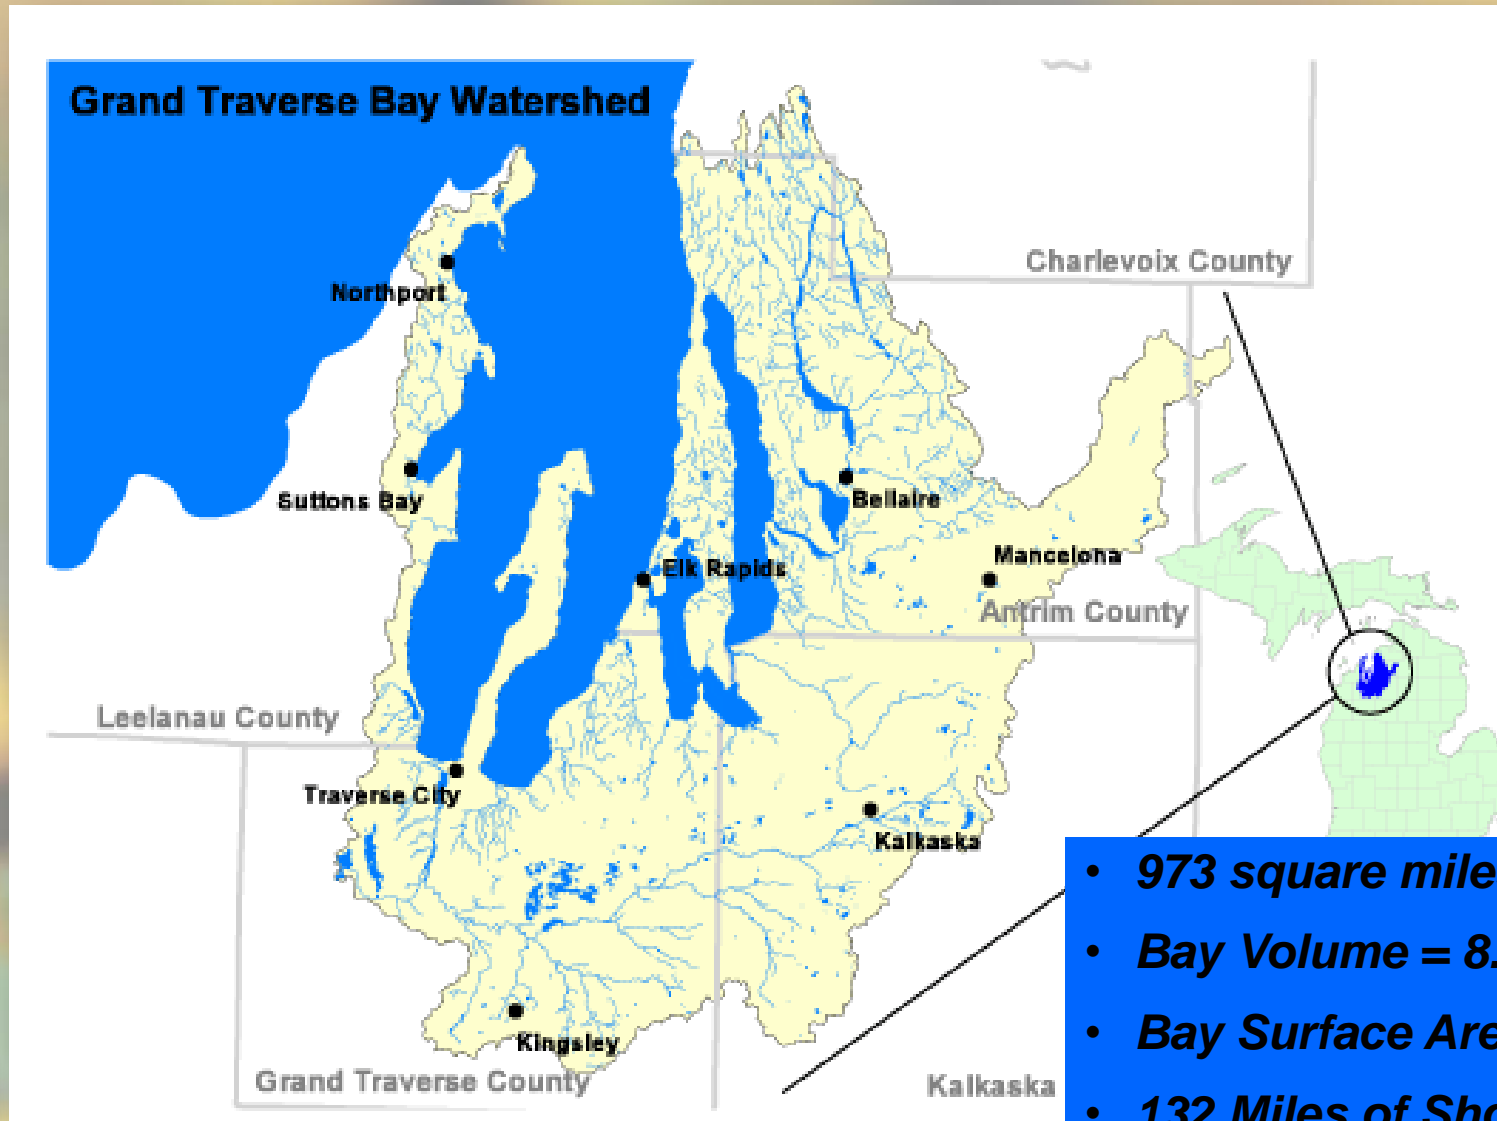 Grand Traverse Bay Watershed
Charlevoix County
Northport
Suttons Bay
Bellaire
Elk Rapids
Mancelona
Antrim County
Leelanau County
Traverse City
Kalkaska
Kingsley
Grand Traverse County
Kalkaska
• 973 square mile
• Bay Volume = 8.
• Bay Surface Are
• 132 Miles of Sho